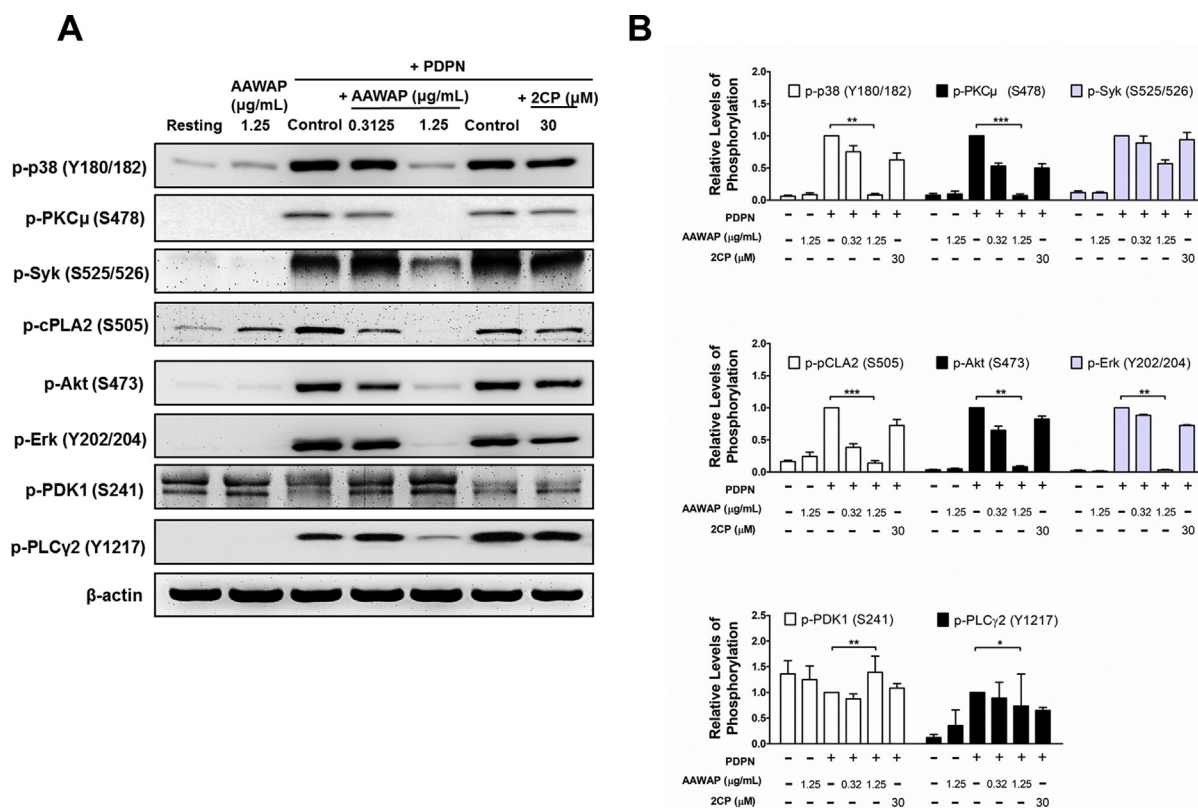 A
+ PDPN
AAWAP (μg/mL)
+ AAWAP (μg/mL)
+ 2CP (μM)
Resting 1.25 Control 0.3125 1.25 Control 30
p-p38 (Y180/182)
p-PKCμ (S478)
p-Syk (S525/526)
p-cPLA2 (S505)
p-Akt (S473)
p-Erk (Y202/204)
p-PDK1 (S241)
p-PLCγ2 (Y1217)
β-actin
B
Relative Levels of Phosphorylation
2.0
1.5
1.0
0.5
0.0
p-p38 (Y180/182) p-PKCμ (S478) p-Syk (S525/526)
** ***
PDPN - - + + + + - - + + + + - - + + + +
AAWAP (μg/mL) - 1.25 - 0.32 1.25 - - 1.25 - 0.32 1.25 - - 1.25 - 0.32 1.25 -
2CP (μM) - - - - - 30 - - - - - 30 - - - - - 30
Relative Levels of Phosphorylation
2.0
1.5
1.0
0.5
0.0
p-pCLA2 (S505) p-Akt (S473) p-Erk (Y202/204)
*** ** **
PDPN - - + + + + - - + + + + - - + + + +
AAWAP (μg/mL) - 1.25 - 0.32 1.25 - - 1.25 - 0.32 1.25 - - 1.25 - 0.32 1.25 -
2CP (μM) - - - - - 30 - - - - - 30 - - - - - 30
Relative Levels of Phosphorylation
2.5
2.0
1.5
1.0
0.5
0.0
p-PDK1 (S241) p-PLCγ2 (Y1217)
** *
PDPN - - + + + + - - + + + +
AAWAP (μg/mL) - 1.25 - 0.32 1.25 - - 1.25 - 0.32 1.25 -
2CP (μM) - - - - - 30 - - - - - 30